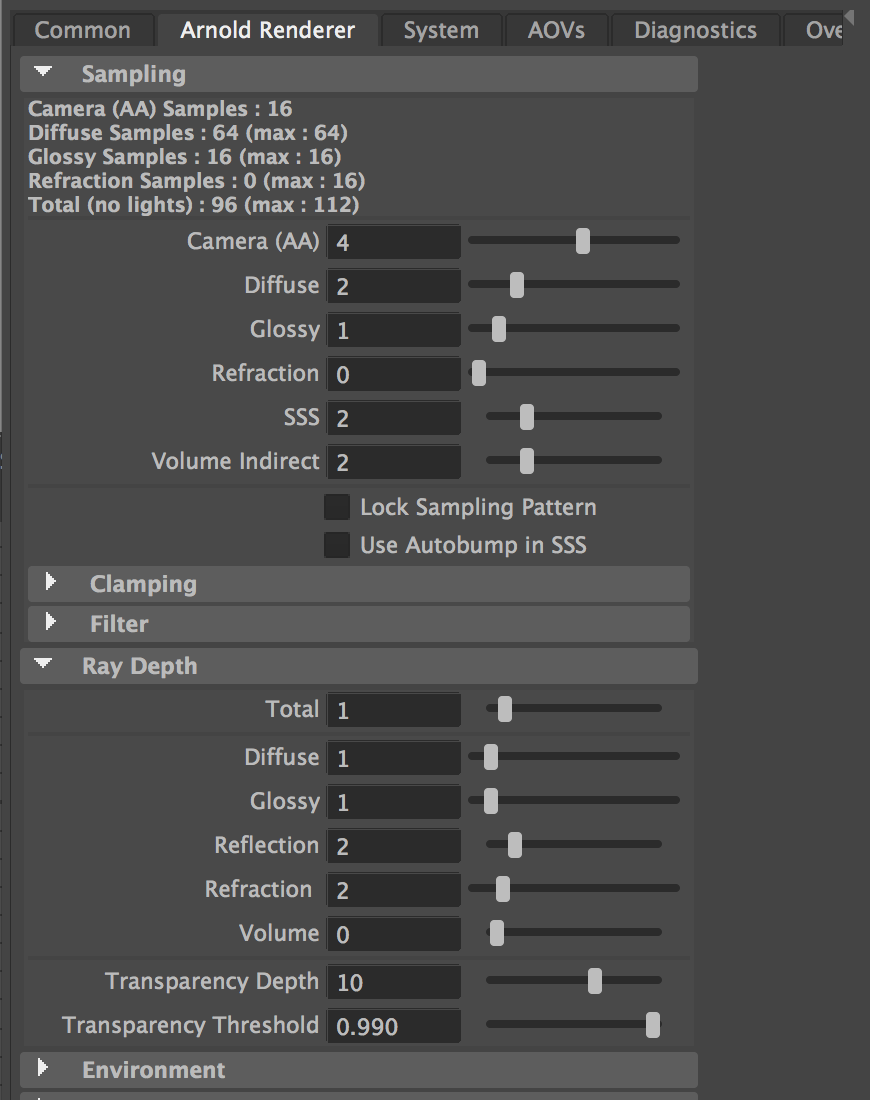 Common Arnold Renderer System AOVs Diagnostics Ove
Sampling
Camera (AA) Samples : 16
Diffuse Samples : 64 (max : 64)
Glossy Samples : 16 (max : 16)
Refraction Samples : 0 (max : 16)
Total (no lights) : 96 (max : 112)
Camera (AA) 4
Diffuse 2
Glossy 1
Refraction 0
SSS 2
Volume Indirect 2
Lock Sampling Pattern
Use Autobump in SSS
Clamping
Filter
Ray Depth
Total 1
Diffuse 1
Glossy 1
Reflection 2
Refraction 2
Volume 0
Transparency Depth 10
Transparency Threshold 0.990
Environment